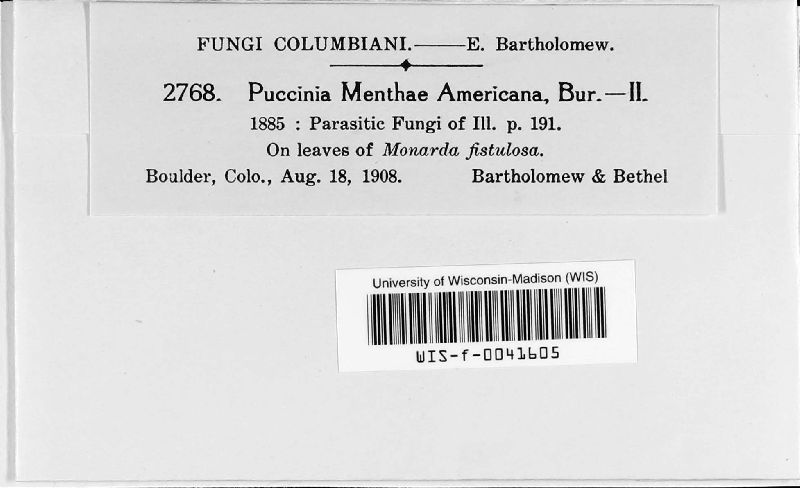 FUNGI COLUMBIANI.——E. Bartholomew.
2768. Puccinia Menthae Americana, Bur.—II.
1885 : Parasitic Fungi of Ill. p. 191.
On leaves of Monarda fistulosa.
Boulder, Colo., Aug. 18, 1908. Bartholomew & Bethel
University of Wisconsin-Madison (WIS)
WIS-f-0041605